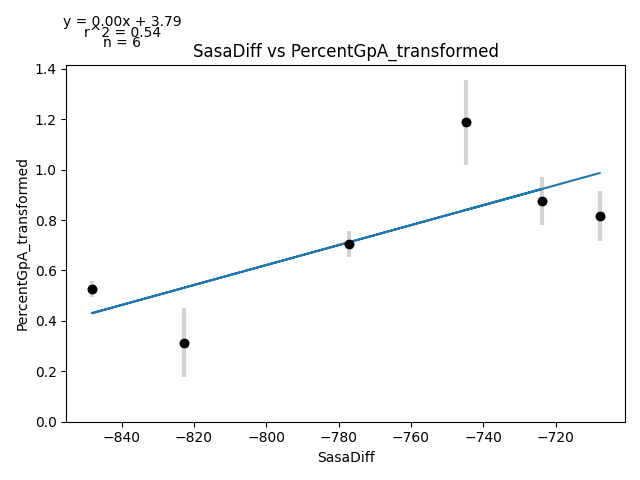 y = 0.00x + 3.79
r^2 = 0.54
n = 6
SasaDiff vs PercentGpA_transformed
1.4
1.2
1.0
0.8
0.6
0.4
0.2
0.0
PercentGpA_transformed
−840 −820 −800 −780 −760 −740 −720
SasaDiff